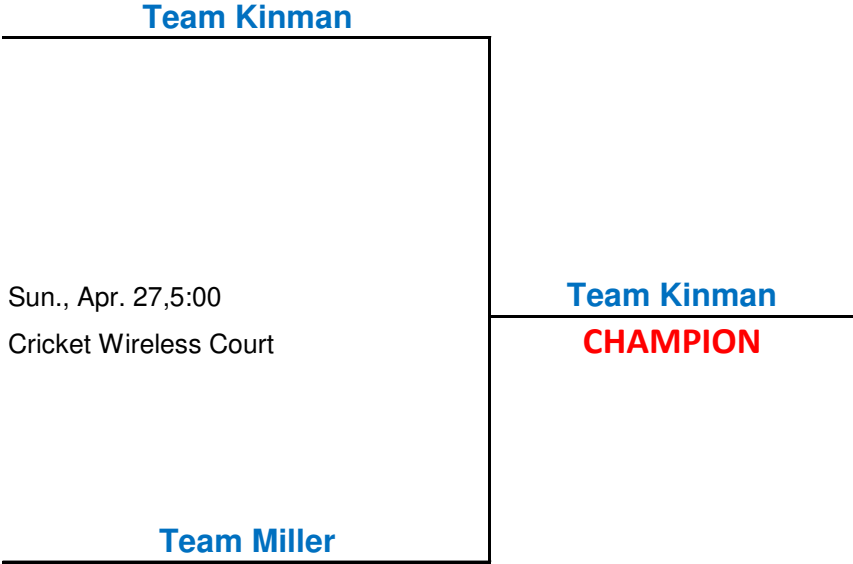 Team Kinman
Sun., Apr. 27,5:00
Cricket Wireless Court
Team Kinman
CHAMPION
Team Miller